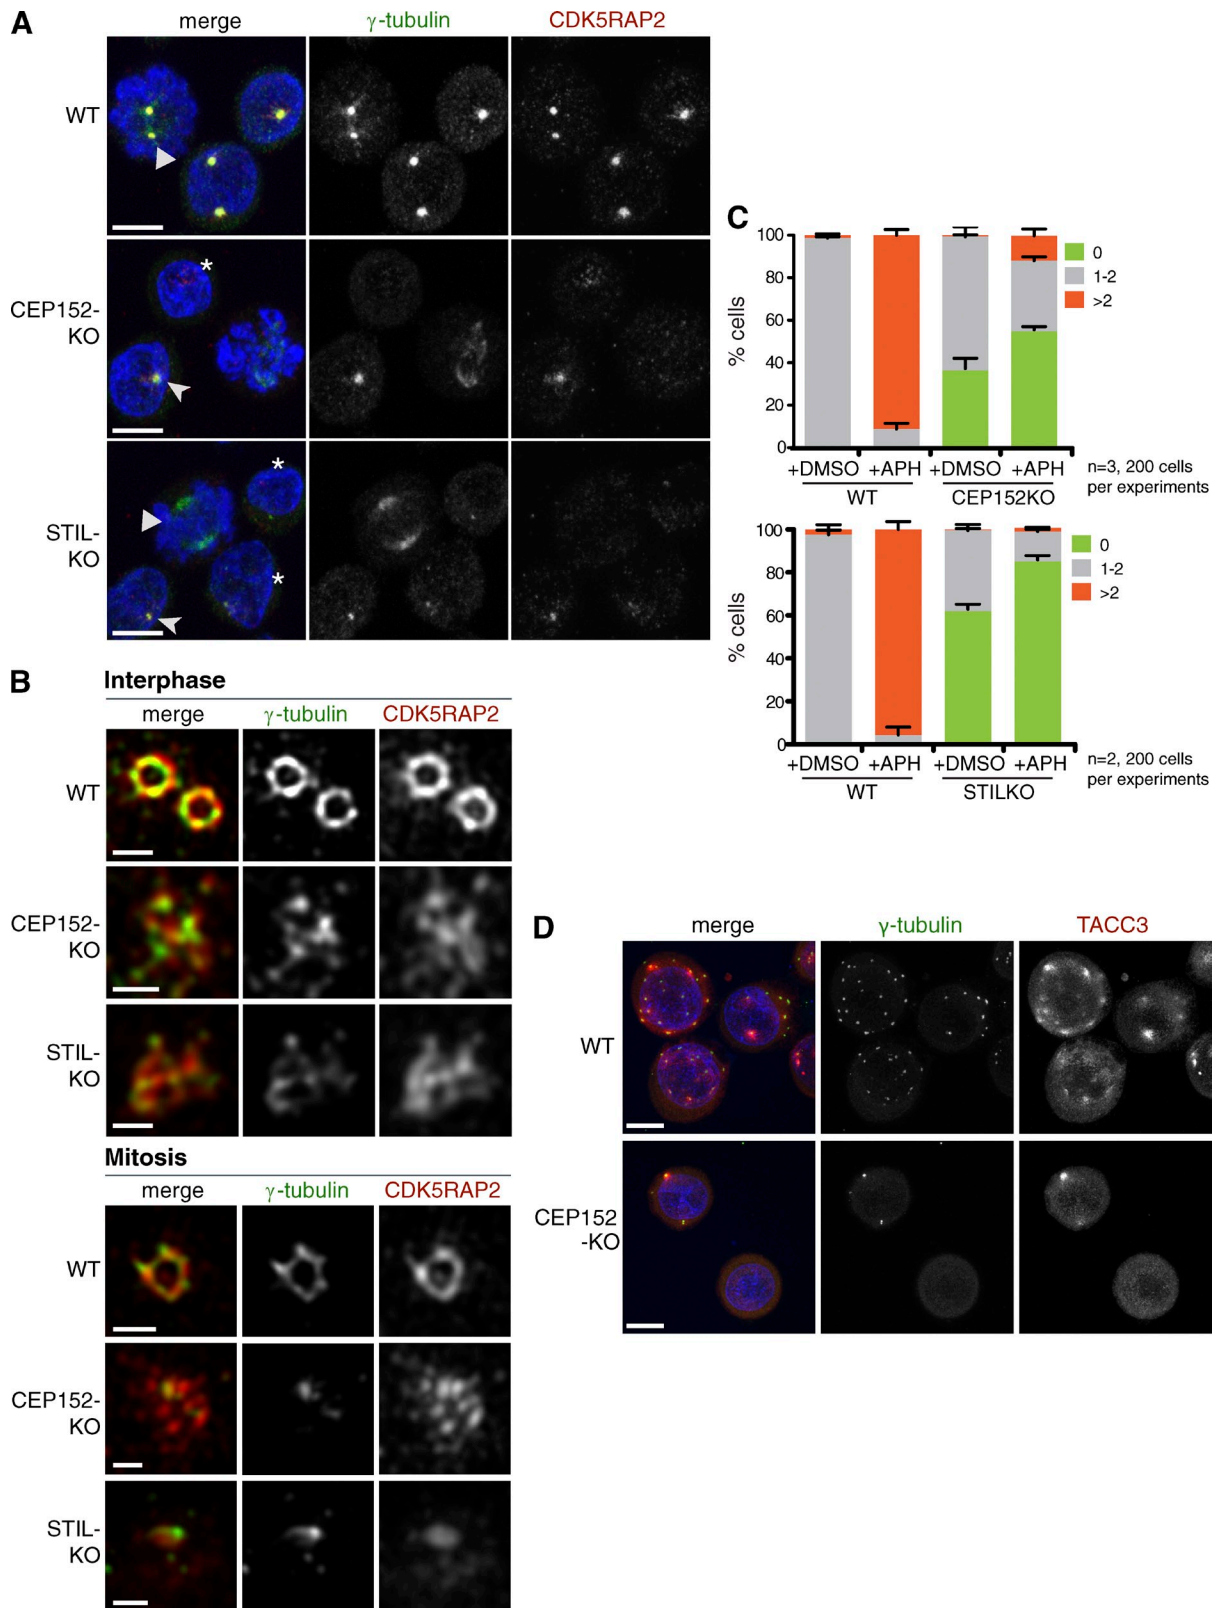 A
merge
γ-tubulin
CDK5RAP2
WT
CEP152-
KO
*
STIL-
KO
*
*
B
Interphase
merge
γ-tubulin
CDK5RAP2
WT
CEP152-
KO
STIL-
KO
Mitosis
merge
γ-tubulin
CDK5RAP2
WT
CEP152-
KO
STIL-
KO
C
% cells
100
80
60
40
20
0
0
1-2
>2
+DMSO +APH +DMSO +APH
WT CEP152KO
n=3, 200 cells
per experiments
% cells
100
80
60
40
20
0
0
1-2
>2
+DMSO +APH +DMSO +APH
WT STILKO
n=2, 200 cells
per experiments
D
merge
γ-tubulin
TACC3
WT
CEP152
-KO